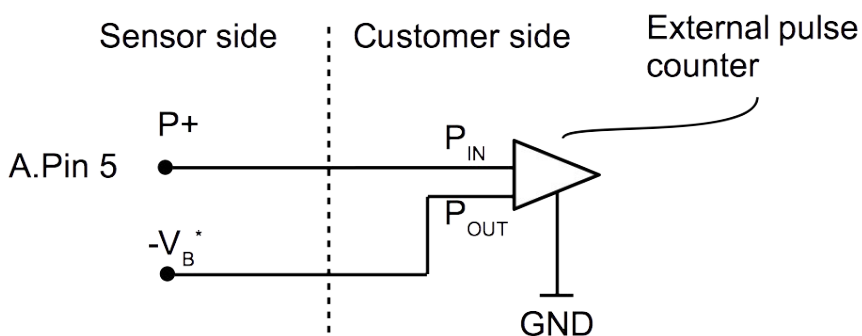 Sensor side
Customer side
External pulse
counter
P+
P_IN
A.Pin 5
P_OUT
-V_B*
GND